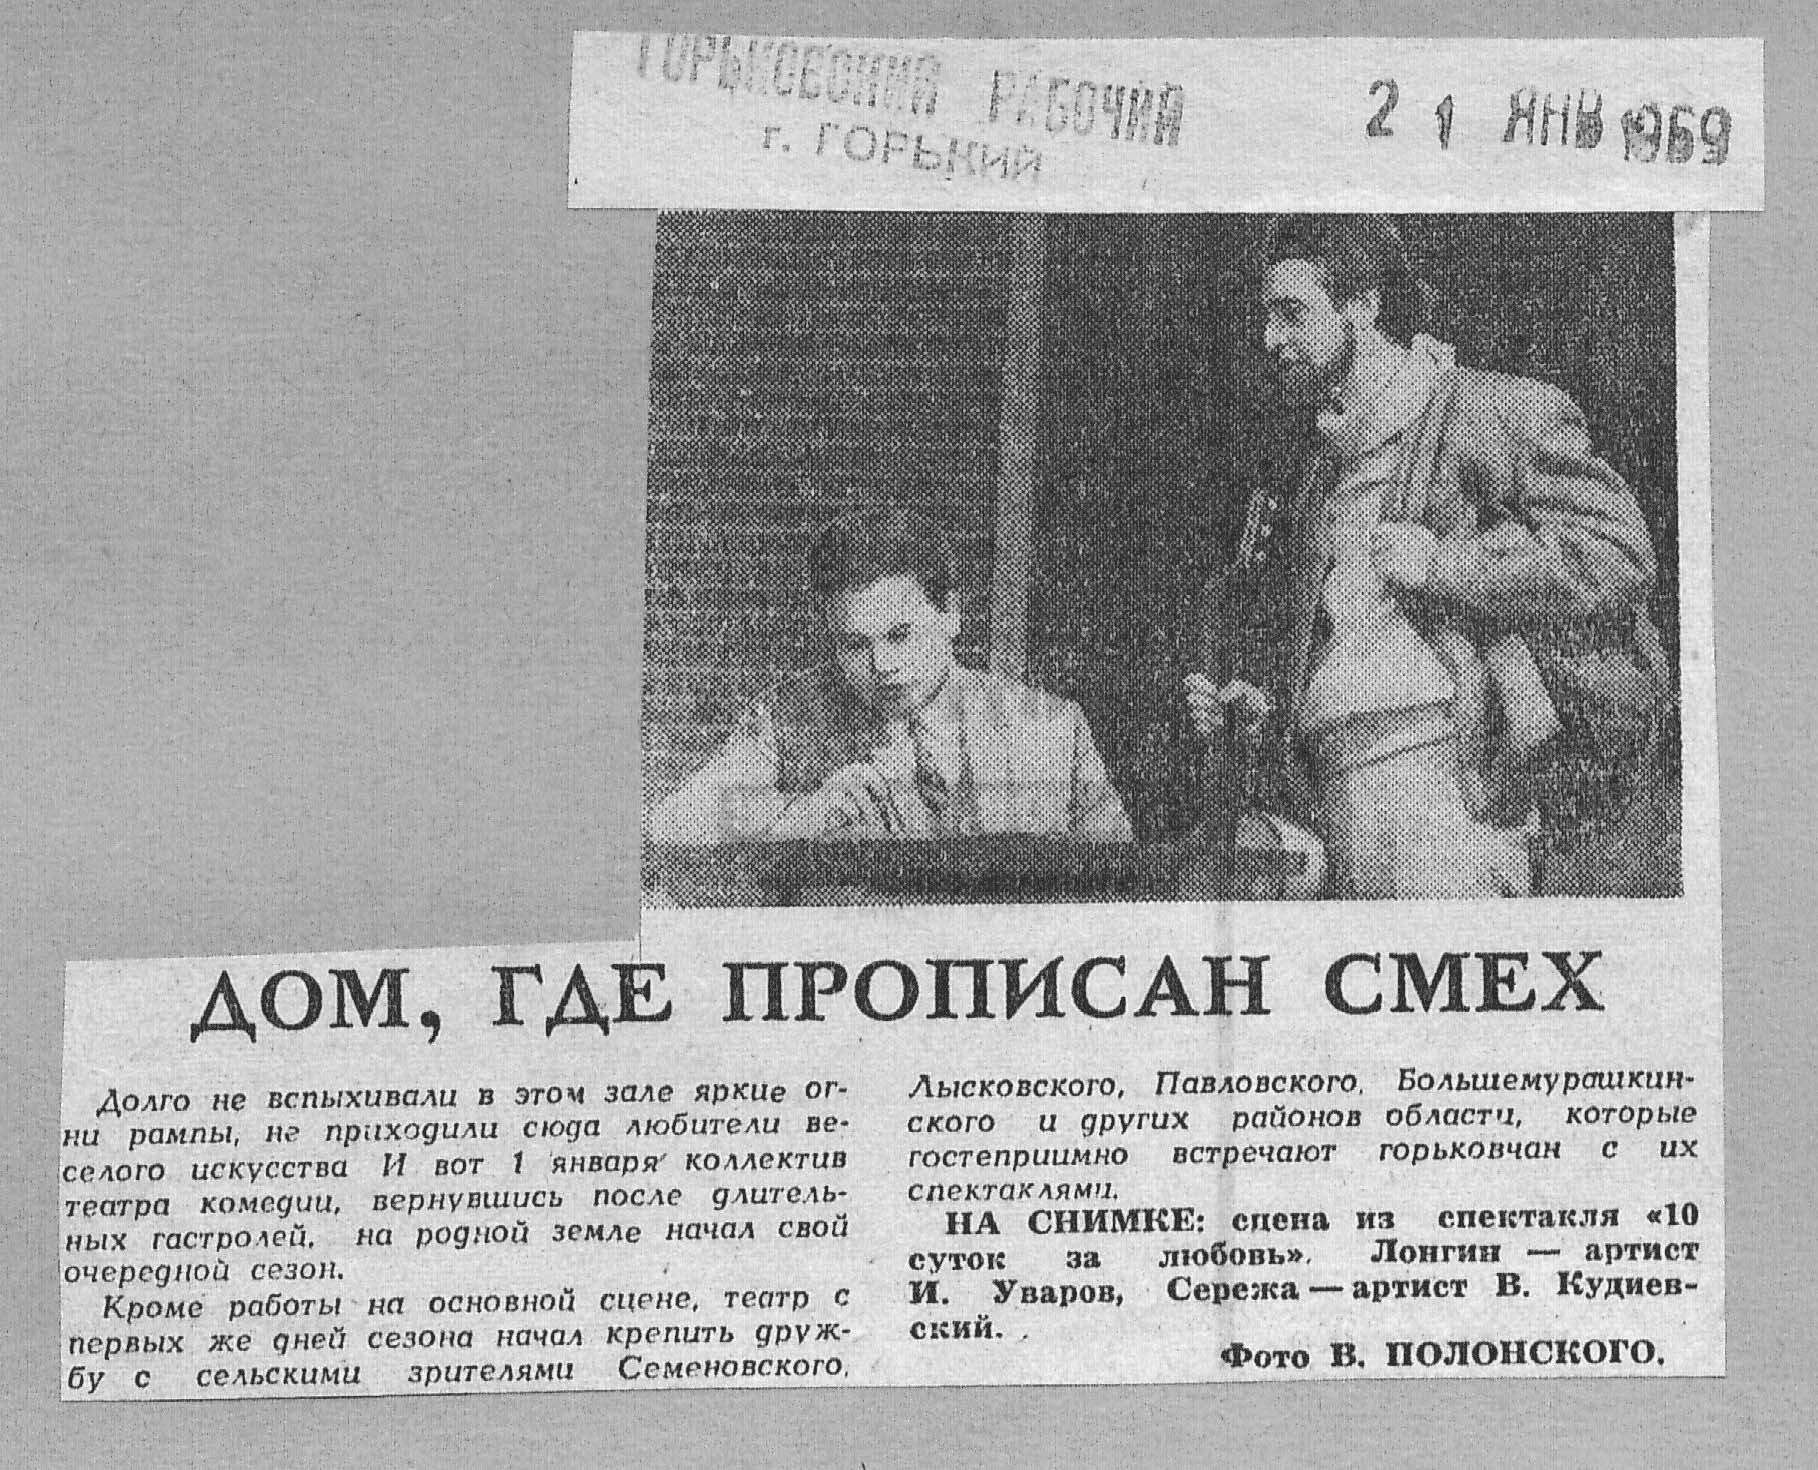 ГОРЬКОВСКИЙ РАБОЧИЙ
г. ГОРЬКИЙ
21 ЯНВ 1969
ДОМ, ГДЕ ПРОПИСАН СМЕХ
Долго не вспыхивали в этом зале яркие ог-
ни рампы, не приходили сюда любители ве-
селого искусства И вот 1 января коллектив
театра комедии, вернувшись после длитель-
ных гастролей, на родной земле начал свой
очередной сезон.
Кроме работы на основной сцене, театр с
первых же дней сезона начал крепить друж-
бу с сельскими зрителями Семеновского,
Лысковского, Павловского, Большемурашкин-
ского и других районов области, которые
гостеприимно встречают горьковчан с их
спектаклями.
НА СНИМКЕ: сцена из спектакля «10
суток за любовь». Лонгин — артист
И. Уваров, Сережа — артист В. Кудиев-
ский.
Фото В. ПОЛОНСКОГО.